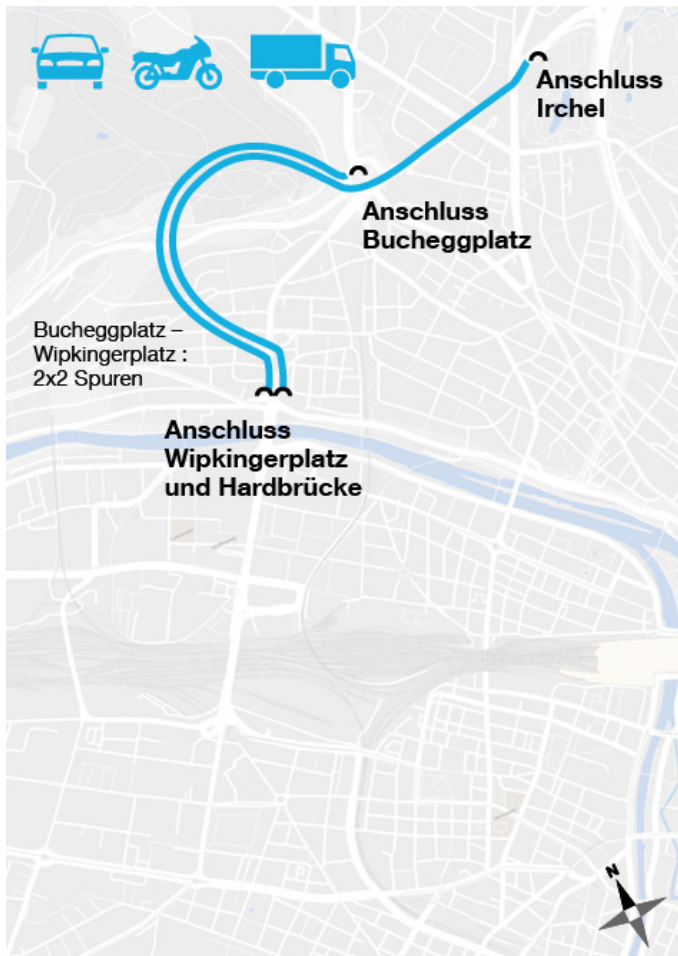 Anschluss
Irchel
Anschluss
Bucheggplatz
Bucheggplatz –
Wipkingerplatz :
2x2 Spuren
Anschluss
Wipkingerplatz
und Hardbrücke
N